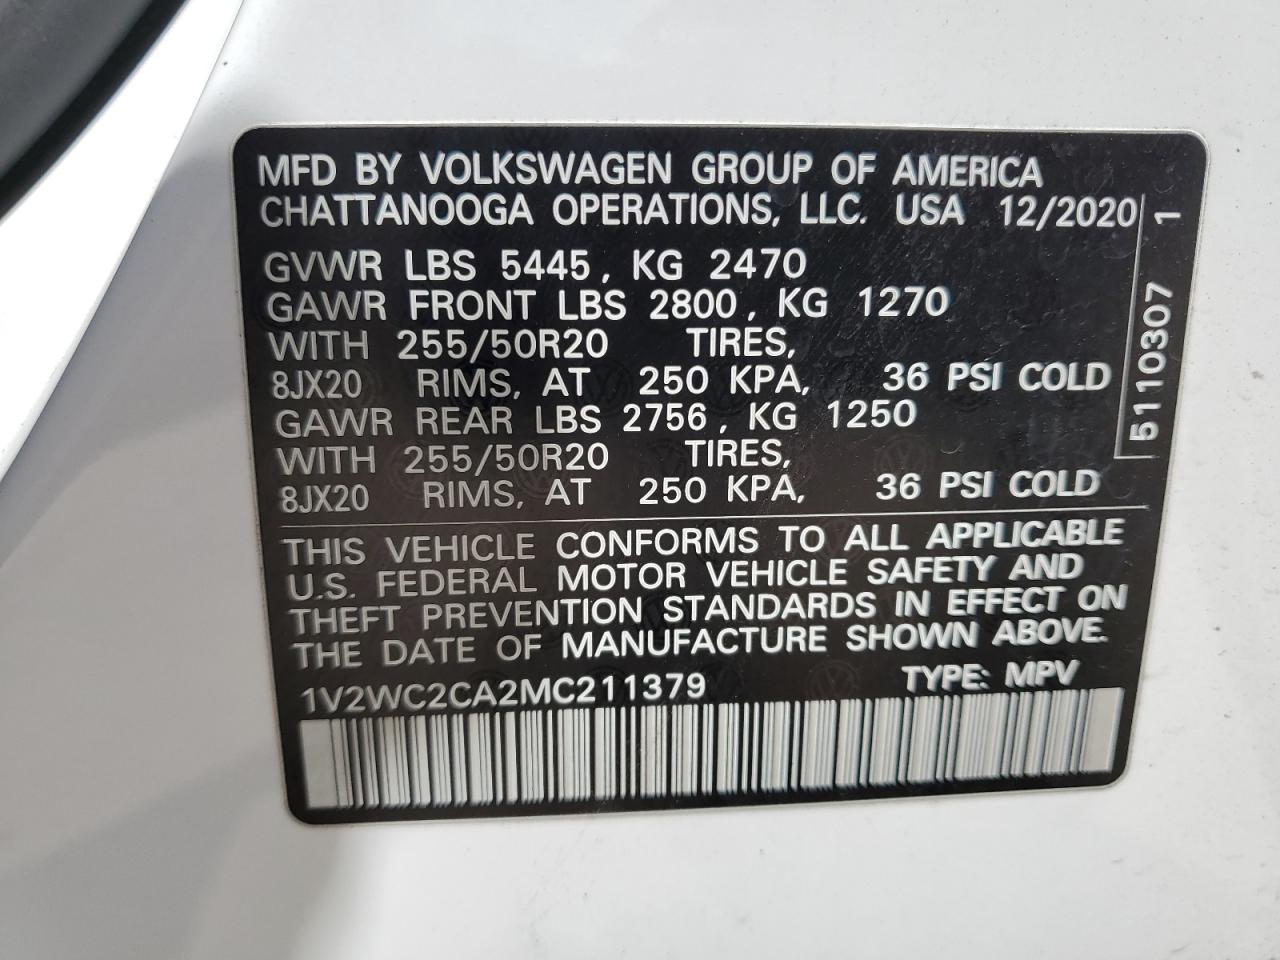 MFD BY VOLKSWAGEN GROUP OF AMERICA
CHATTANOOGA OPERATIONS, LLC. USA 12/2020
GVWR LBS 5445, KG 2470
GAWR FRONT LBS 2800, KG 1270
WITH 255/50R20 TIRES,
8JX20 RIMS, AT 250 KPA, 36 PSI COLD
GAWR REAR LBS 2756, KG 1250
WITH 255/50R20 TIRES,
8JX20 RIMS, AT 250 KPA, 36 PSI COLD
5110307 1
THIS VEHICLE CONFORMS TO ALL APPLICABLE
U.S. FEDERAL MOTOR VEHICLE SAFETY AND
THEFT PREVENTION STANDARDS IN EFFECT ON
THE DATE OF MANUFACTURE SHOWN ABOVE.
1V2WC2CA2MC211379 TYPE: MPV